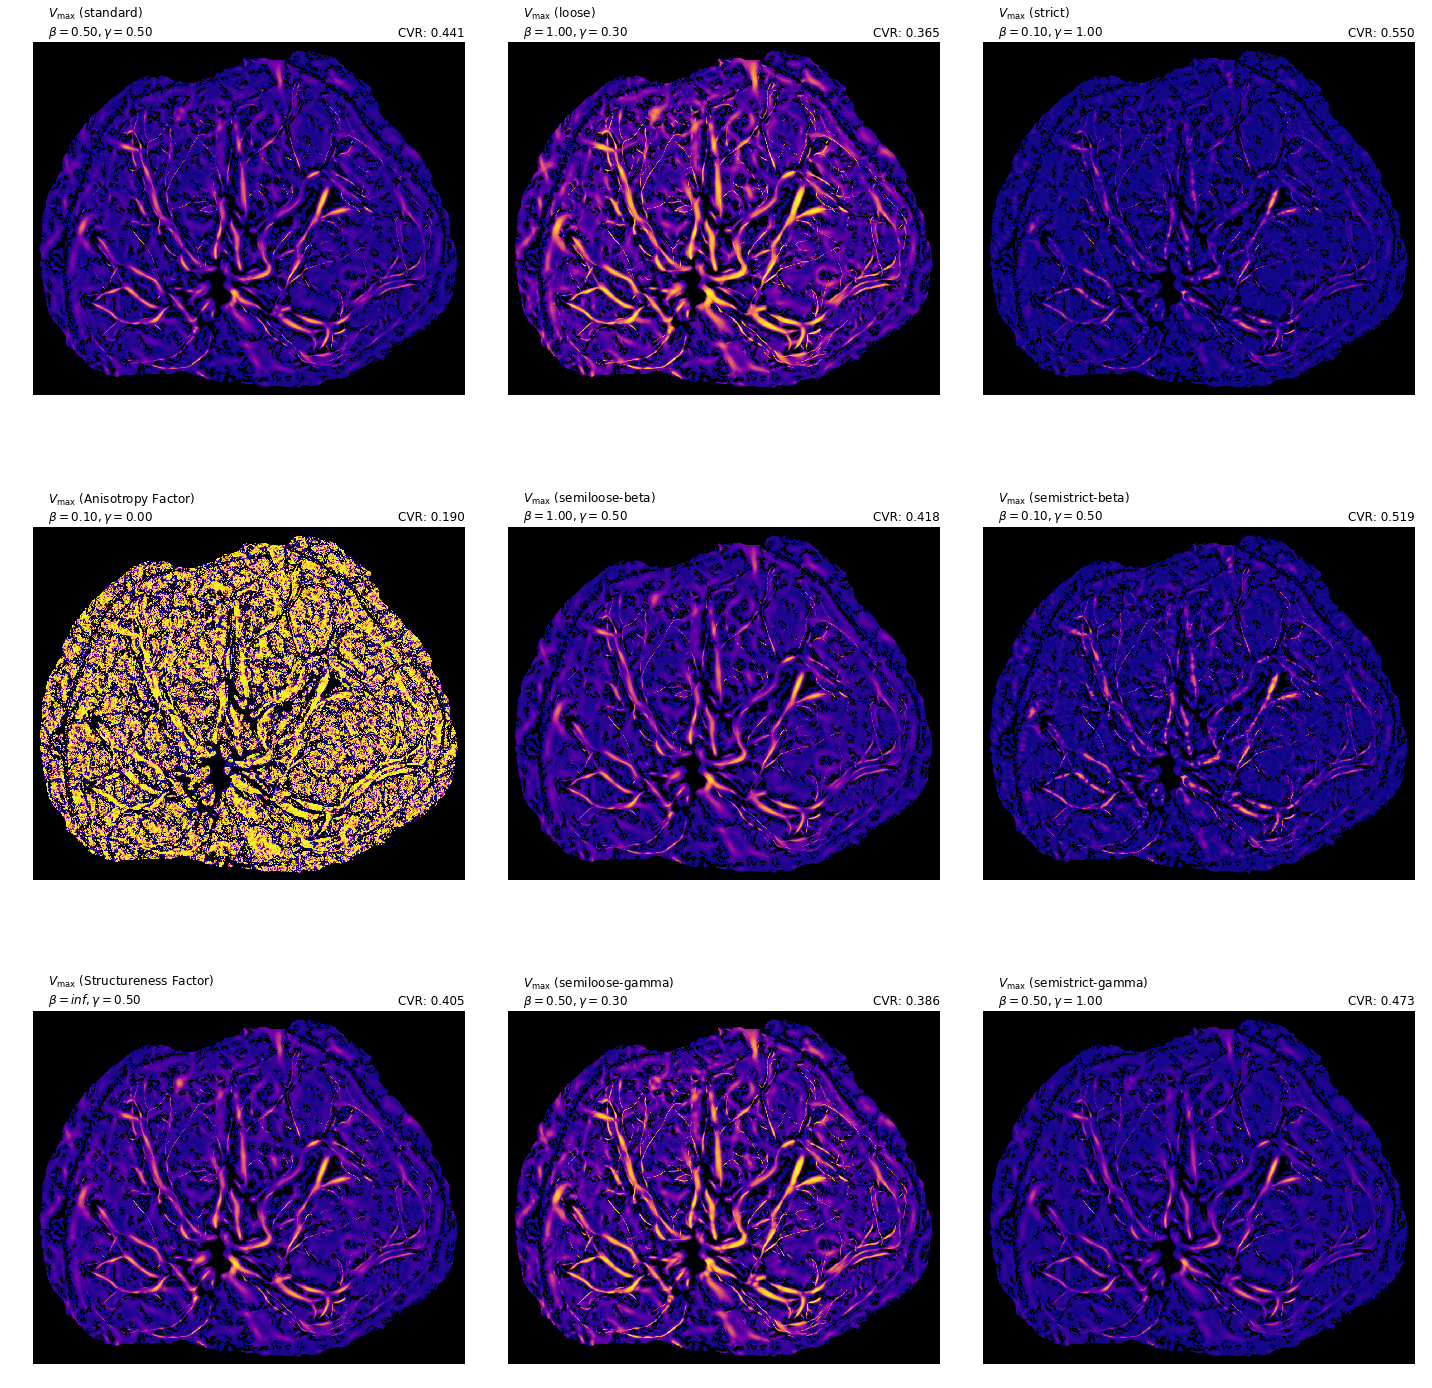 V_max (standard)
β = 0.50, γ = 0.50 CVR: 0.441
V_max (loose)
β = 1.00, γ = 0.30 CVR: 0.365
V_max (strict)
β = 0.10, γ = 1.00 CVR: 0.550
V_max (Anisotropy Factor)
β = 0.10, γ = 0.00 CVR: 0.190
V_max (semiloose-beta)
β = 1.00, γ = 0.50 CVR: 0.418
V_max (semistrict-beta)
β = 0.10, γ = 0.50 CVR: 0.519
V_max (Structureness Factor)
β = inf, γ = 0.50 CVR: 0.405
V_max (semiloose-gamma)
β = 0.50, γ = 0.30 CVR: 0.386
V_max (semistrict-gamma)
β = 0.50, γ = 1.00 CVR: 0.473